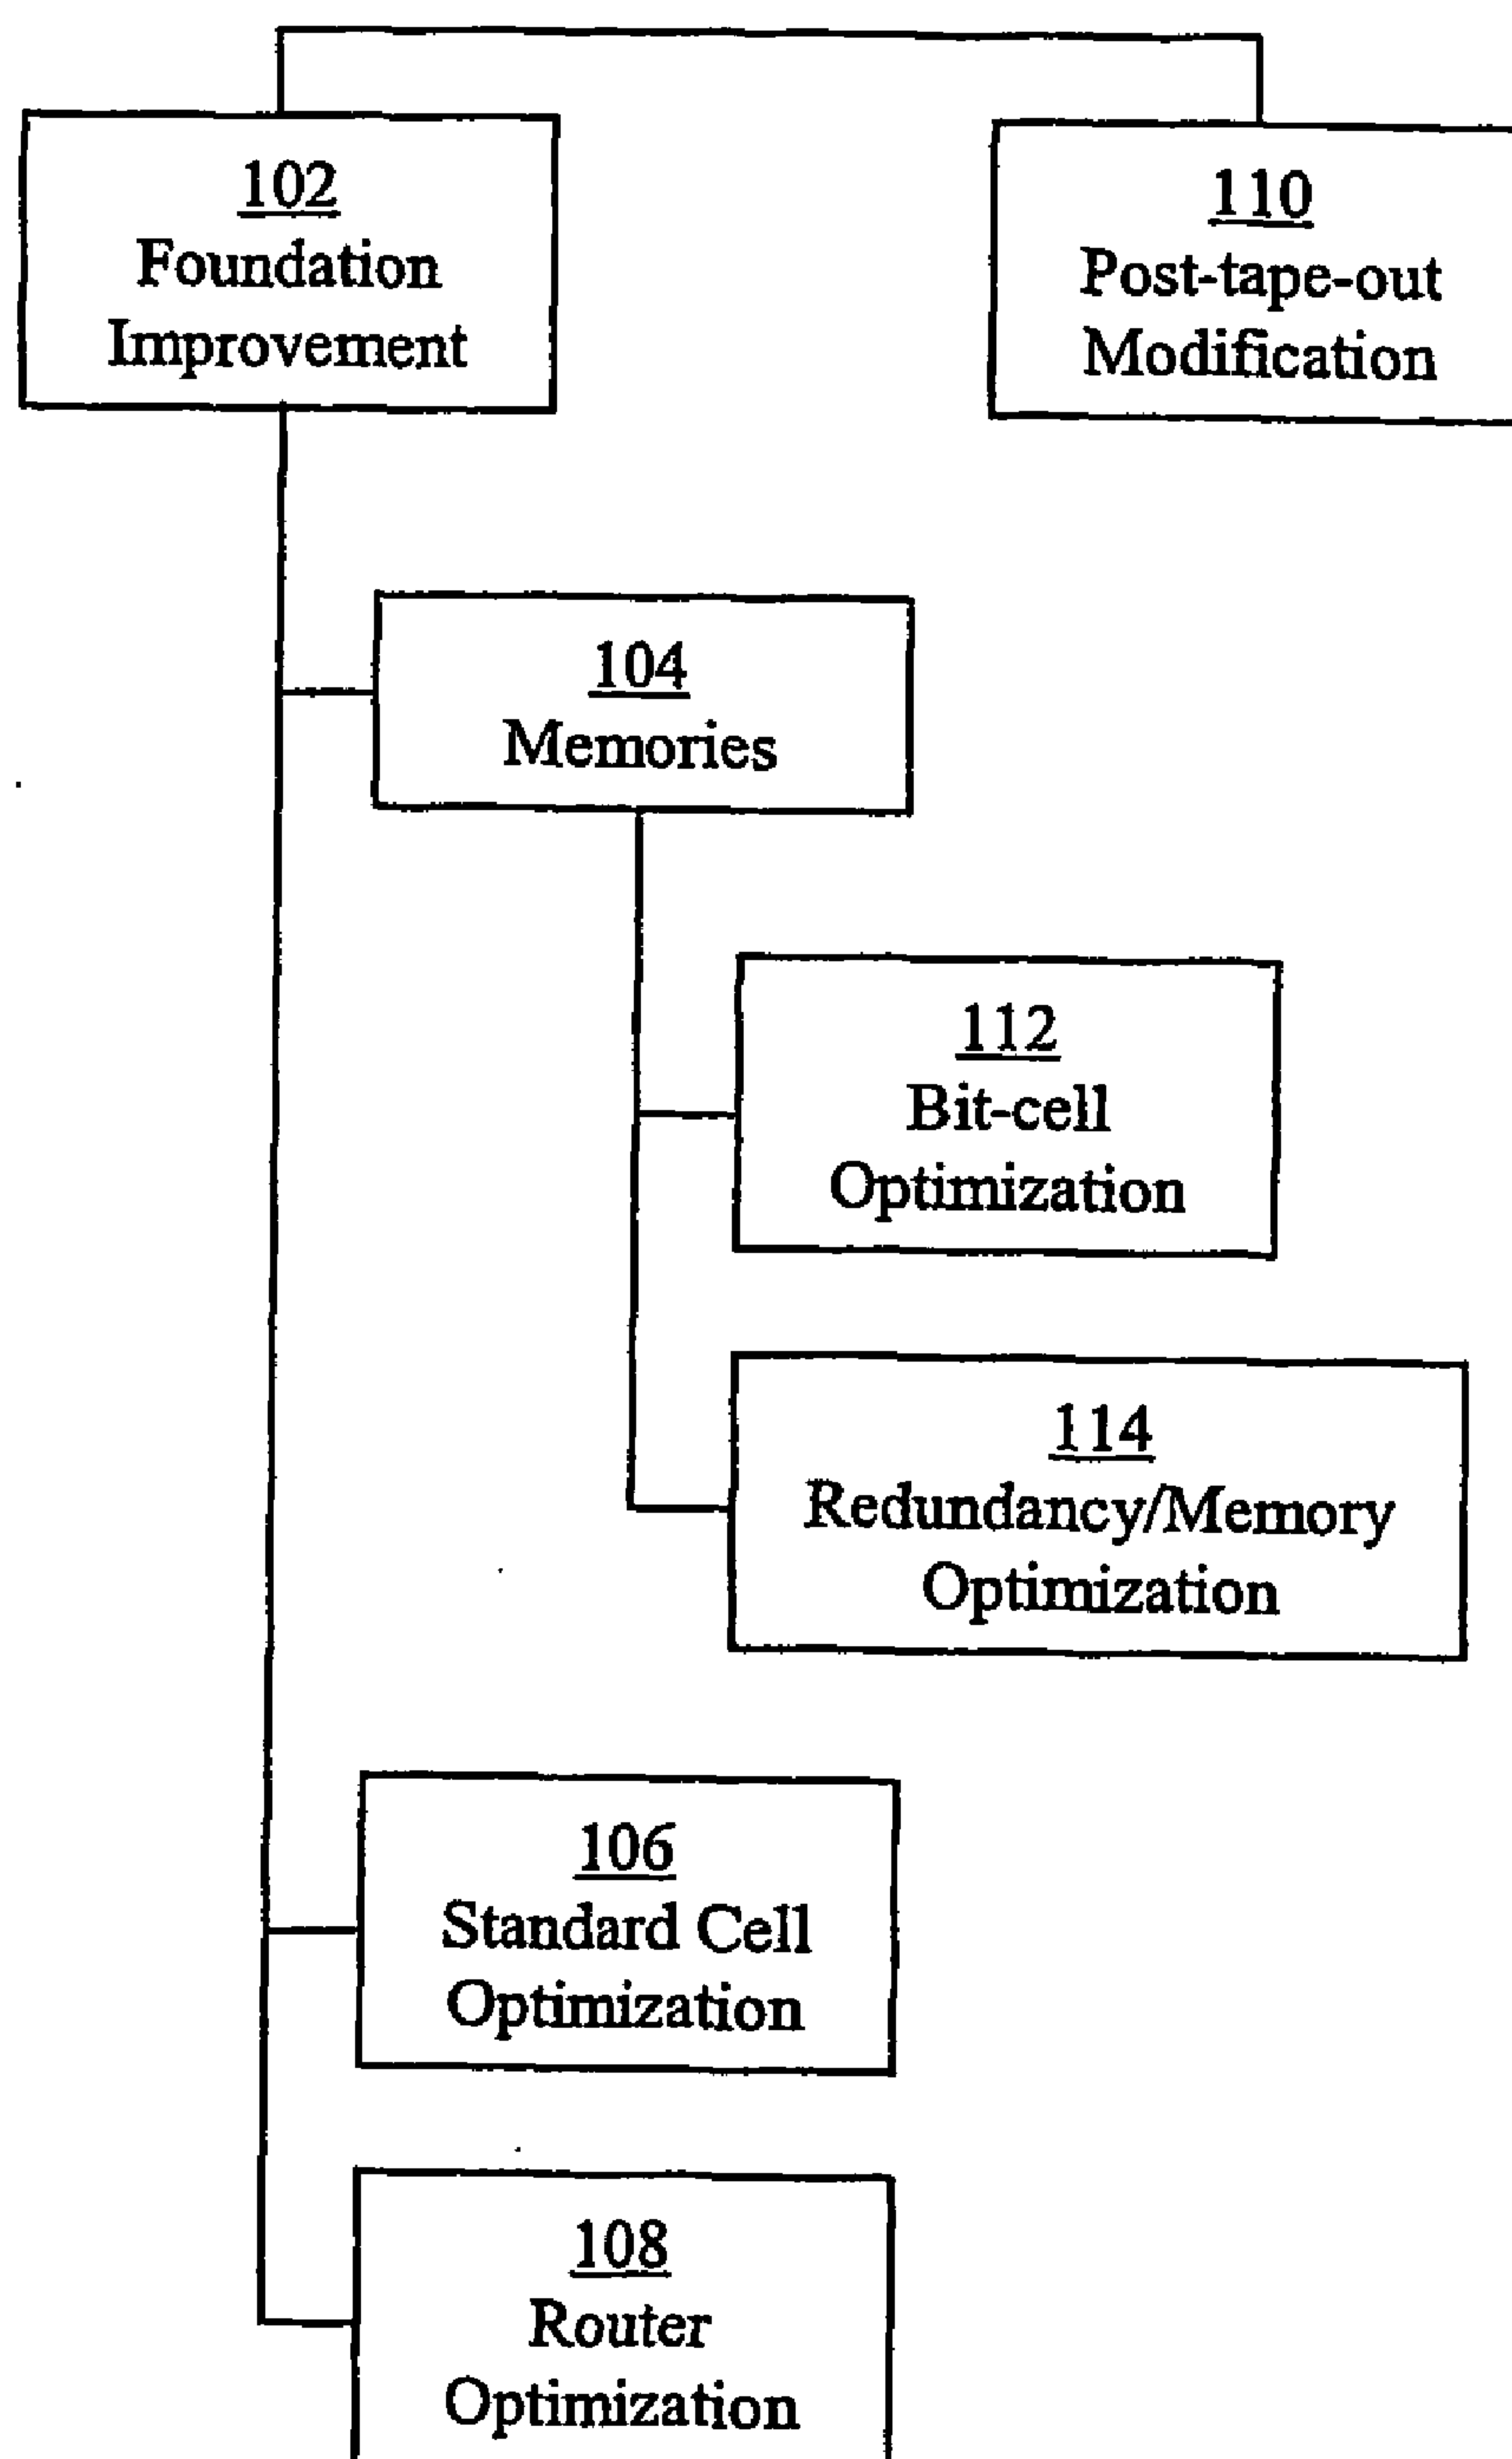 102
Foundation
Improvement
110
Post-tape-out
Modification
104
Memories
112
Bit-cell
Optimization
114
Redundancy/Memory
Optimization
106
Standard Cell
Optimization
108
Router
Optimization